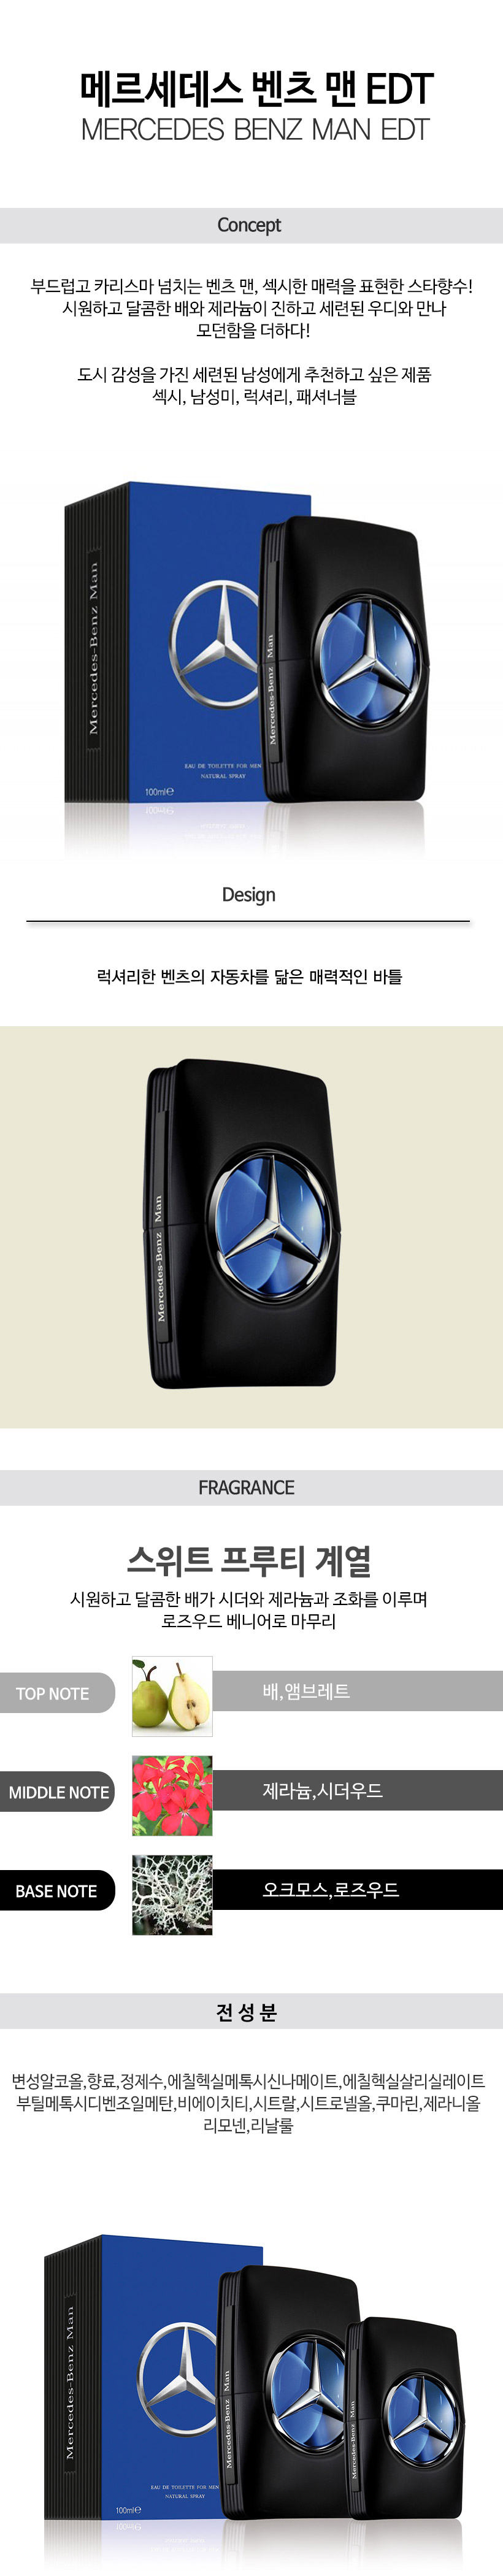 메르세데스 벤츠 맨 EDT
MERCEDES BENZ MAN EDT
Concept
부드럽고 카리스마 넘치는 벤츠 맨, 섹시한 매력을 표현한 스타향수!
시원하고 달콤한 배와 제라늄이 진하고 세련된 우디와 만나
모던함을 더하다!
도시 감성을 가진 세련된 남성에게 추천하고 싶은 제품
섹시, 남성미, 럭셔리, 패셔너블
Mercedes-Benz Man
Mercedes-Benz Man
EAU DE TOILETTE FOR MEN
NATURAL SPRAY
100ml℮
Design
럭셔리한 벤츠의 자동차를 닮은 매력적인 바틀
Mercedes-Benz Man
FRAGRANCE
스위트 프루티 계열
시원하고 달콤한 배가 시더와 제라늄과 조화를 이루며
로즈우드 베니어로 마무리
TOP NOTE
배,앰브레트
MIDDLE NOTE
제라늄,시더우드
BASE NOTE
오크모스,로즈우드
전 성 분
변성알코올,향료,정제수,에칠헥실메톡시신나메이트,에칠헥실살리실레이트
부틸메톡시디벤조일메탄,비에이치티,시트랄,시트로넬올,쿠마린,제라니올
리모넨,리날룰
Mercedes-Benz Man
Mercedes-Benz Man
Mercedes-Benz Man
EAU DE TOILETTE FOR MEN
NATURAL SPRAY
100ml℮